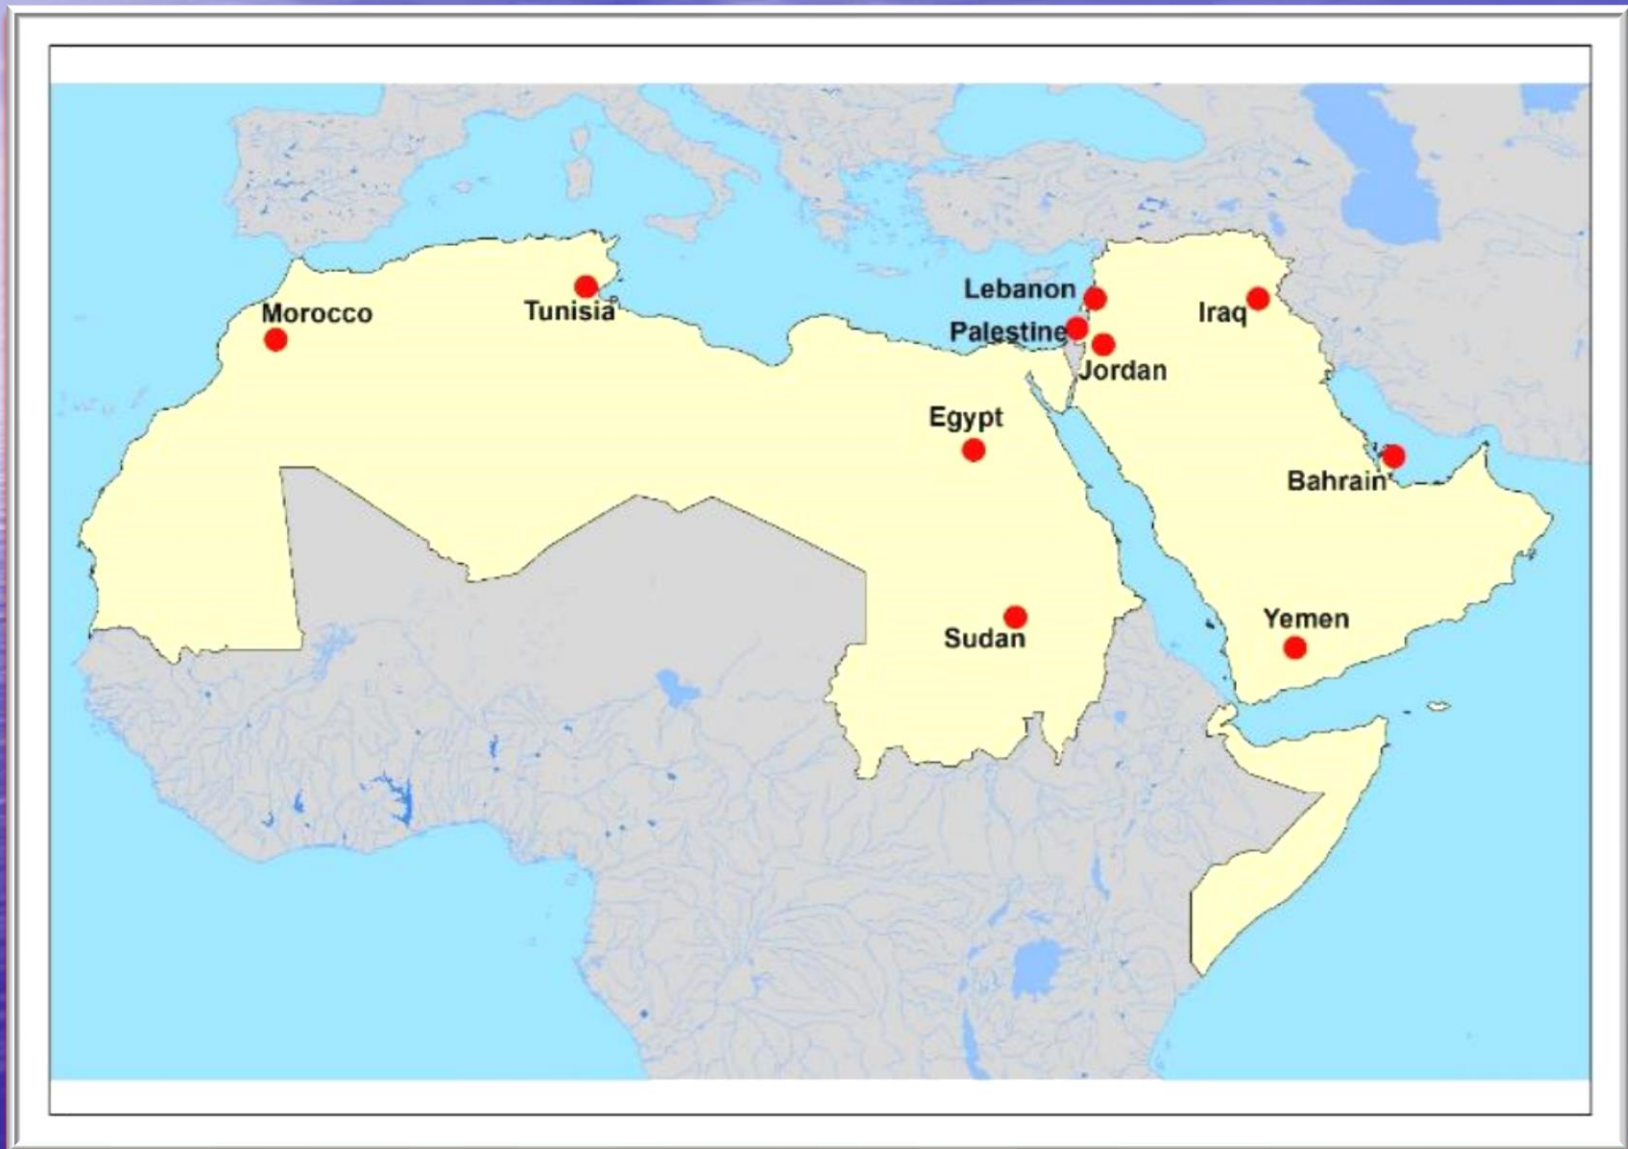 Lebanon
Morocco
Tunisia
Iraq
Palestine
Jordan
Egypt
Bahrain
Yemen
Sudan